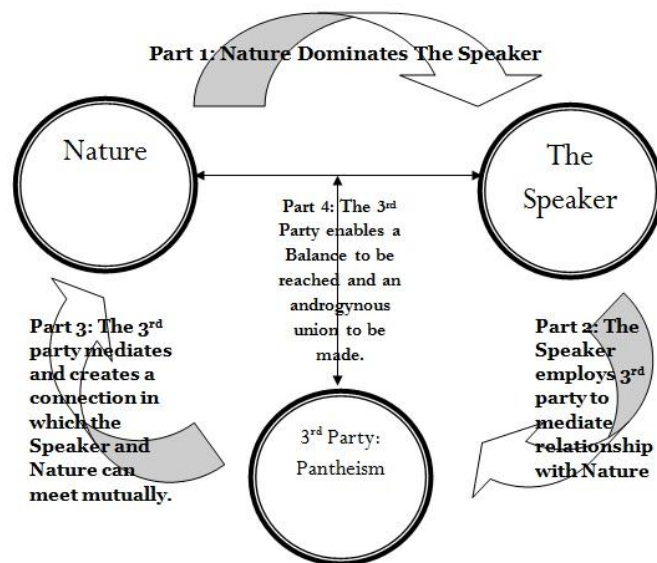 Part 1: Nature Dominates The Speaker
Nature
The
Speaker
Part 4: The 3rd
Party enables a
Balance to be
reached and an
androgynous
union to be
made.
Part 3: The 3rd
party mediates
and creates a
connection in
which the
Speaker and
Nature can
meet mutually.
Part 2: The
Speaker
employs 3rd
party to
mediate
relationship
with Nature
3rd Party:
Pantheism